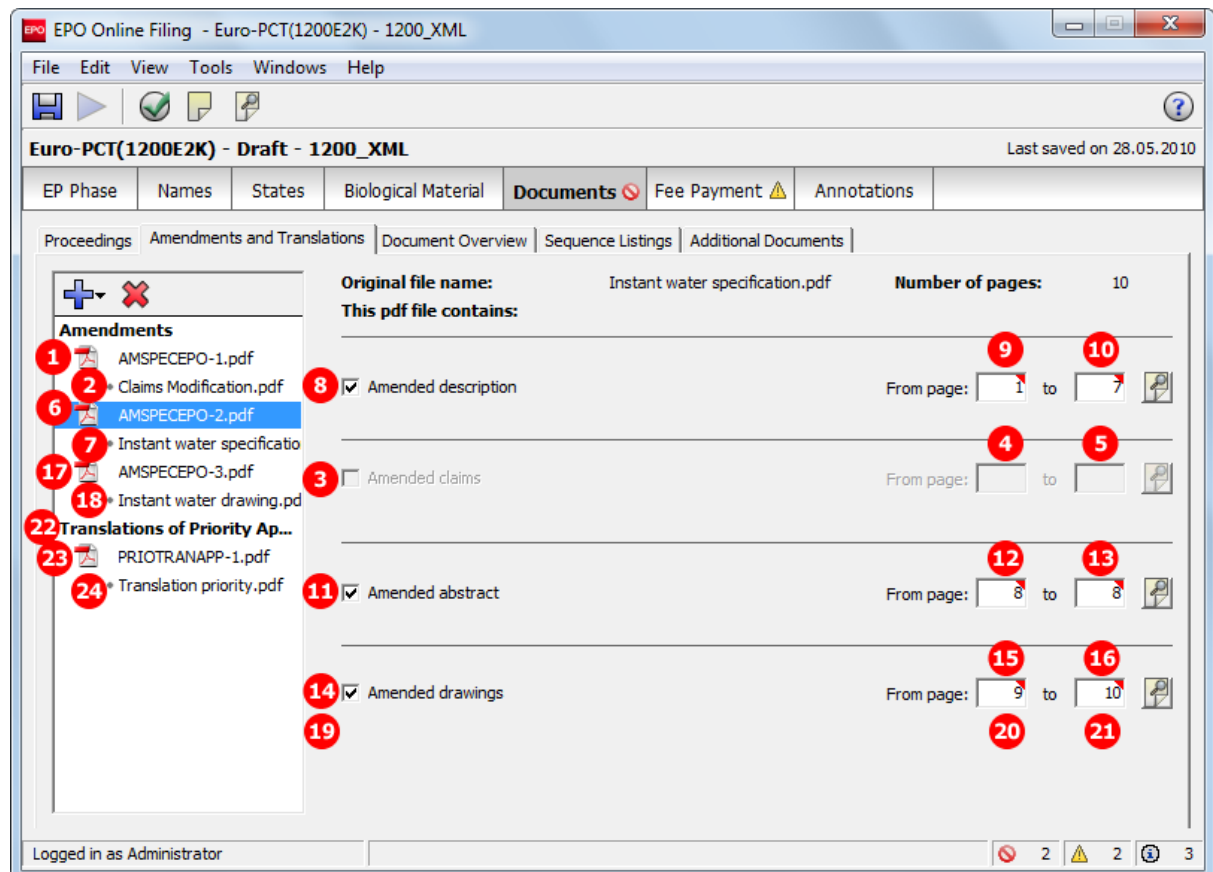 EPO EPO Online Filing - Euro-PCT(1200E2K) - 1200_XML
File Edit View Tools Windows Help
Euro-PCT(1200E2K) - Draft - 1200_XML Last saved on 28.05.2010
EP Phase Names States Biological Material Documents Fee Payment Annotations
Proceedings Amendments and Translations Document Overview Sequence Listings Additional Documents
Original file name: Instant water specification.pdf Number of pages: 10
This pdf file contains:
Amendments
1 AMSPECEPO-1.pdf
2 Claims Modification.pdf
6 AMSPECEPO-2.pdf
7 Instant water specificatio
17 AMSPECEPO-3.pdf
18 Instant water drawing.pd
22 Translations of Priority Ap...
23 PRIOTRANAPP-1.pdf
24 Translation priority.pdf
9 10
8 Amended description From page: 1 to 7
4 5
3 Amended claims From page: to
12 13
11 Amended abstract From page: 8 to 8
15 16
14 Amended drawings From page: 9 to 10
19 20 21
Logged in as Administrator 2 2 3